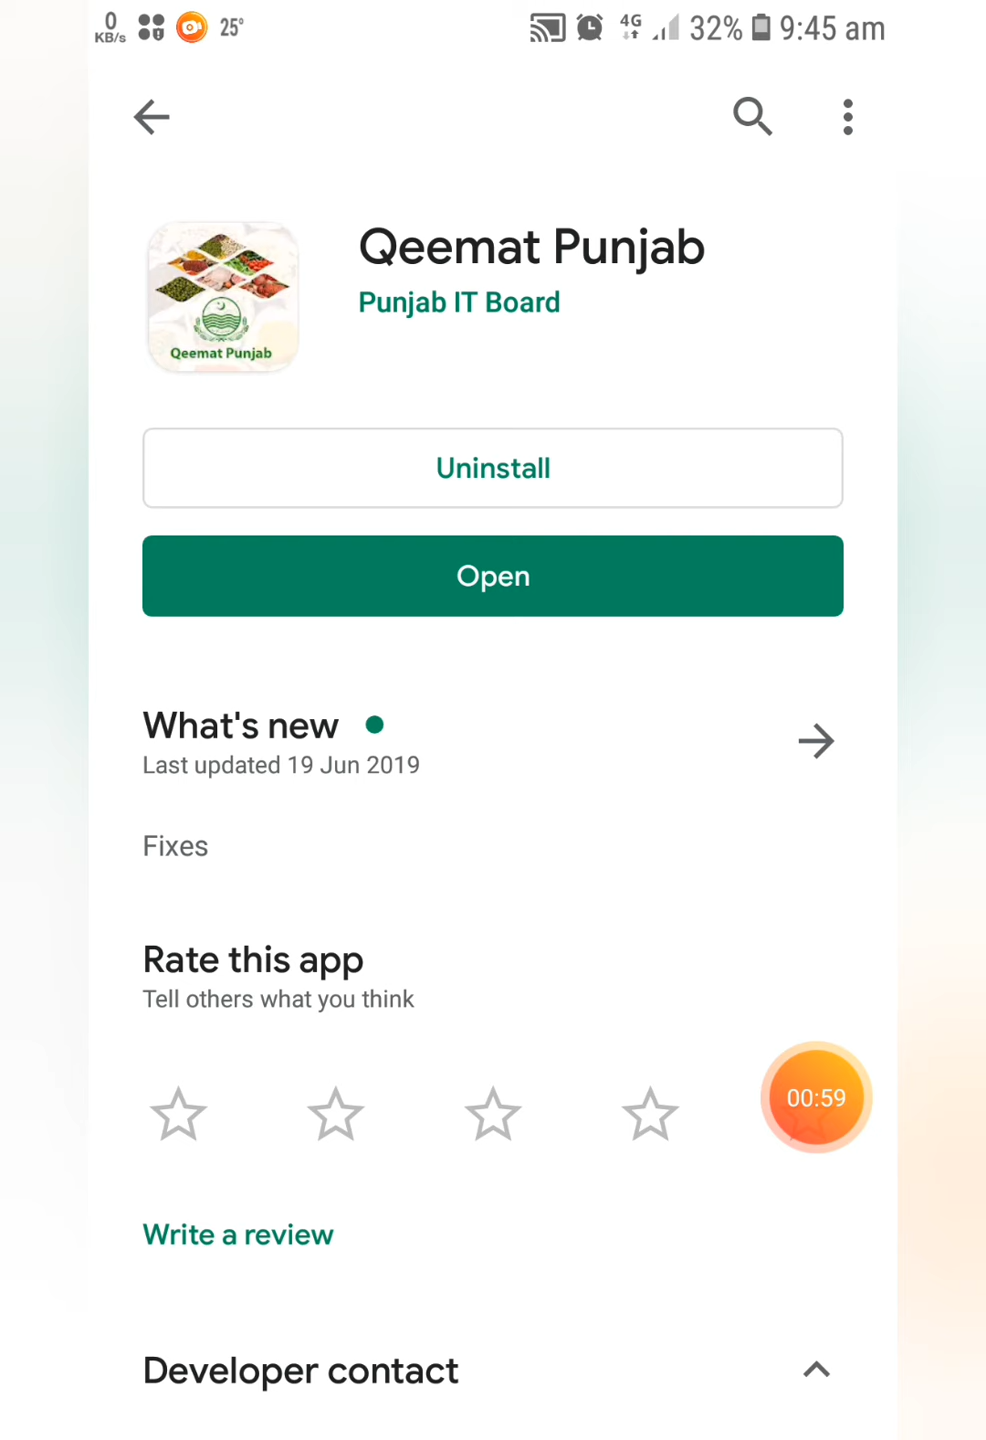 0
KB/s
25°
4G
32%
9:45 am
Qeemat Punjab
Punjab IT Board
Qeemat Punjab
Uninstall
Open
What's new
Last updated 19 Jun 2019
Fixes
Rate this app
Tell others what you think
00:59
Write a review
Developer contact